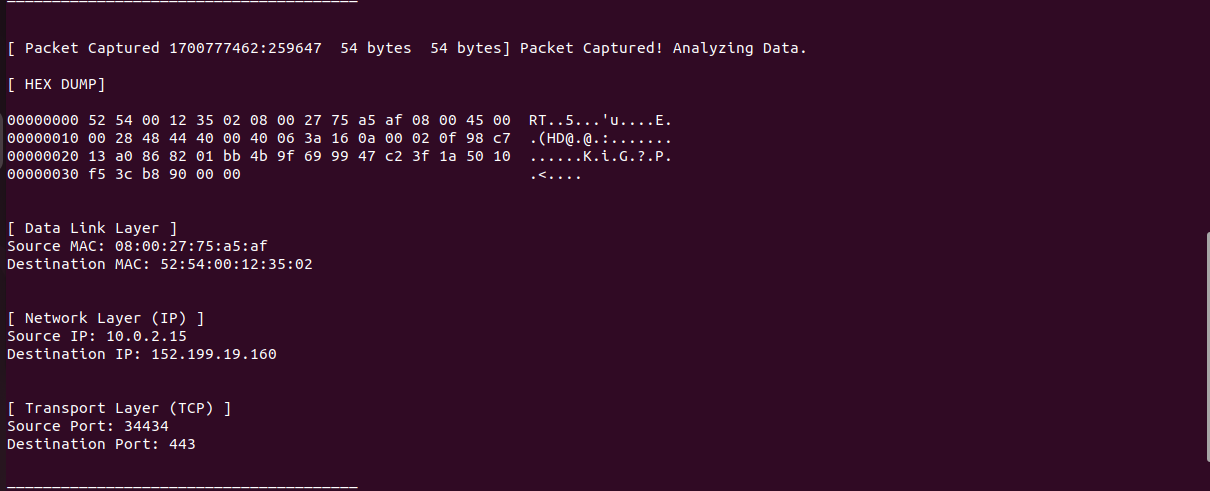 [ Packet Captured 1700777462:259647  54 bytes  54 bytes] Packet Captured! Analyzing Data.
[ HEX DUMP]
00000000 52 54 00 12 35 02 08 00 27 75 a5 af 08 00 45 00  RT..5...'u....E.
00000010 00 28 48 44 40 00 40 06 3a 16 0a 00 02 0f 98 c7  .(HD@.@.:.......
00000020 13 a0 86 82 01 bb 4b 9f 69 99 47 c2 3f 1a 50 10  ......K.i.G.?.P.
00000030 f5 3c b8 90 00 00                                .<....
[ Data Link Layer ]
Source MAC: 08:00:27:75:a5:af
Destination MAC: 52:54:00:12:35:02
[ Network Layer (IP) ]
Source IP: 10.0.2.15
Destination IP: 152.199.19.160
[ Transport Layer (TCP) ]
Source Port: 34434
Destination Port: 443